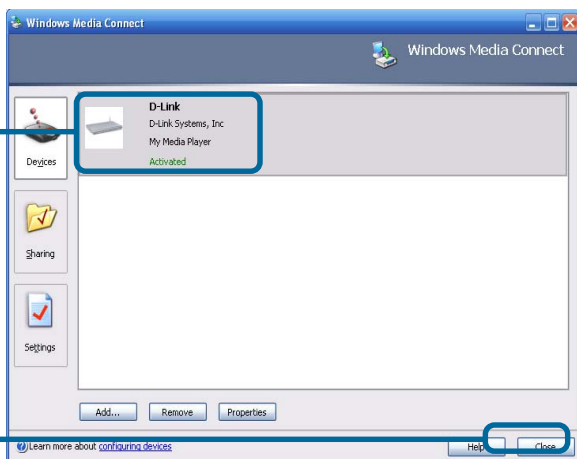 Windows Media Connect
Windows Media Connect
D-Link
D-Link Systems, Inc
My Media Player
Activated
Devices
Sharing
Settings
Add... Remove Properties
Learn more about configuring devices
Help Close